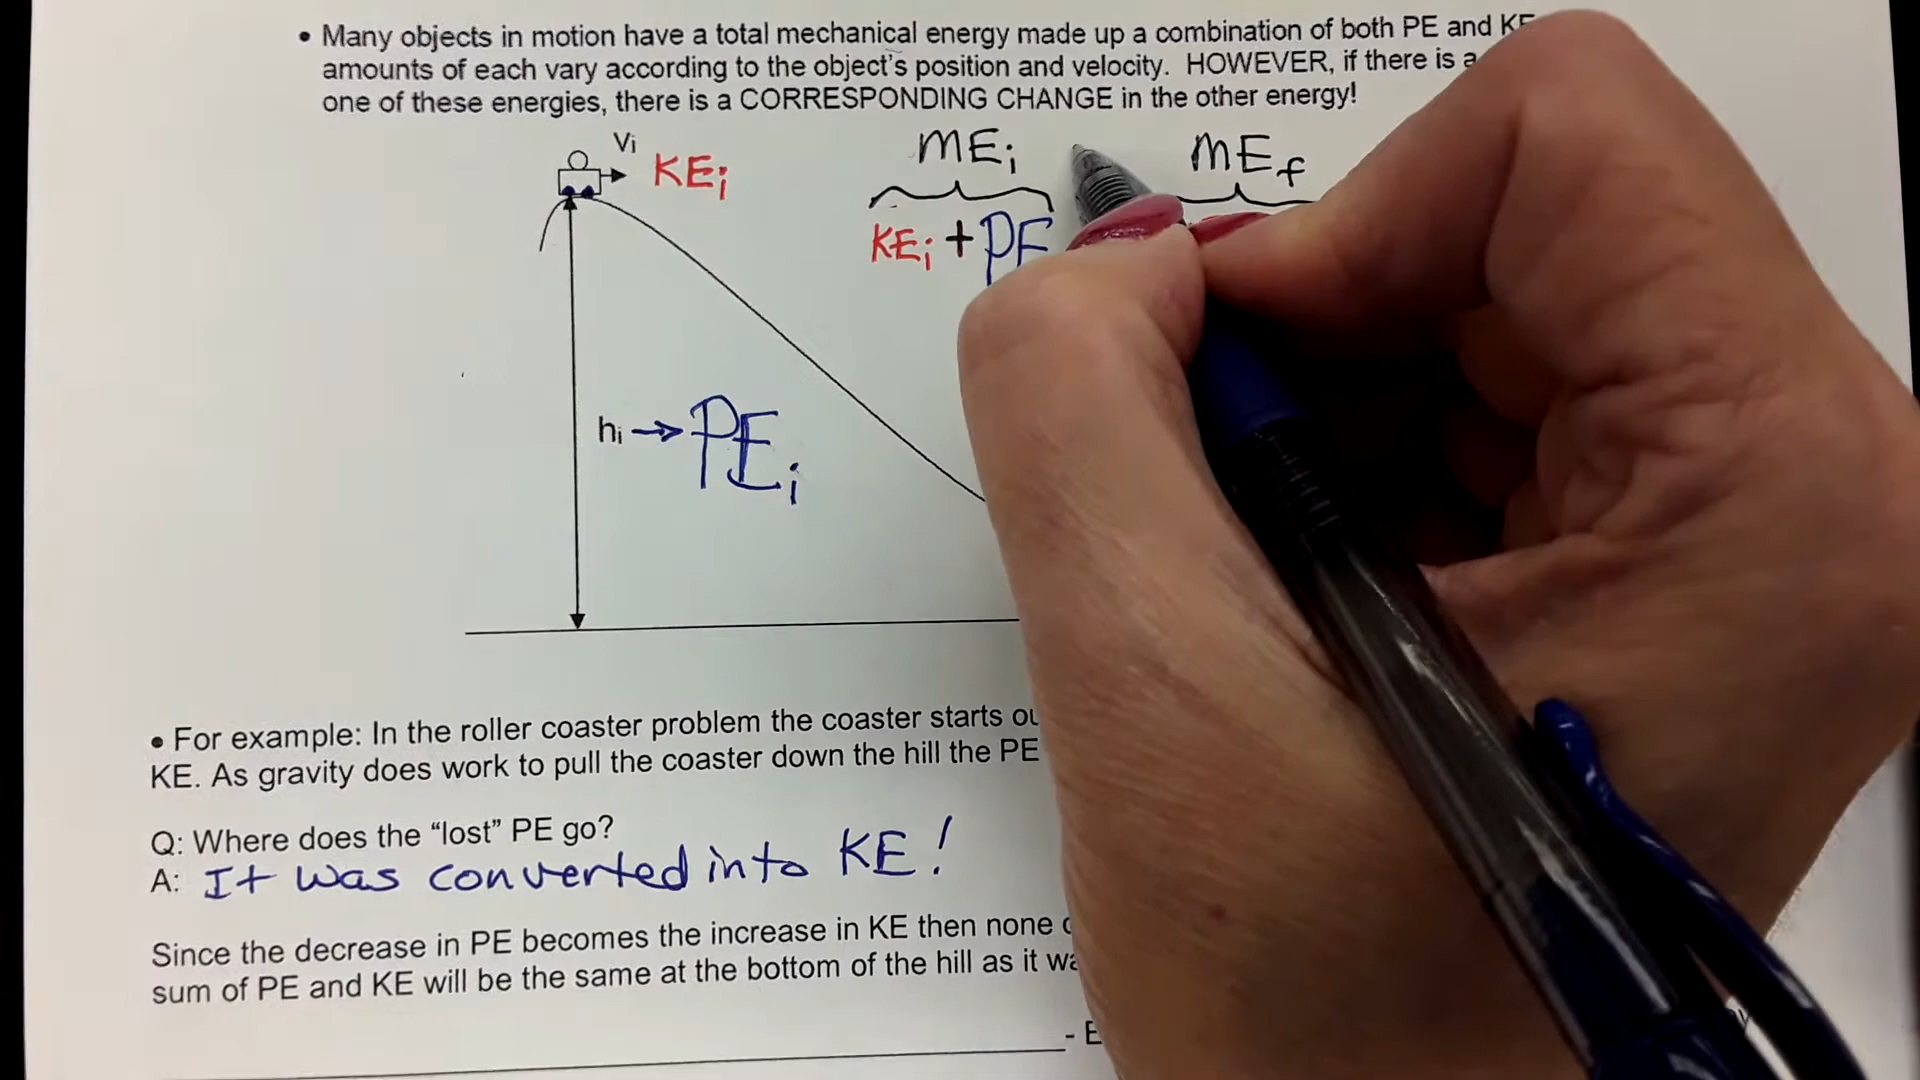 • Many objects in motion have a total mechanical energy made up a combination of both PE and KE
amounts of each vary according to the object's position and velocity. HOWEVER, if there is a
one of these energies, there is a CORRESPONDING CHANGE in the other energy!
Vi KEi
MEi MEf
KEi + PE
hi → PEi
• For example: In the roller coaster problem the coaster starts
KE. As gravity does work to pull the coaster down the hill the PE
Q: Where does the “lost” PE go?
A: It was converted into KE!
Since the decrease in PE becomes the increase in KE then none
sum of PE and KE will be the same at the bottom of the hill as it
- E